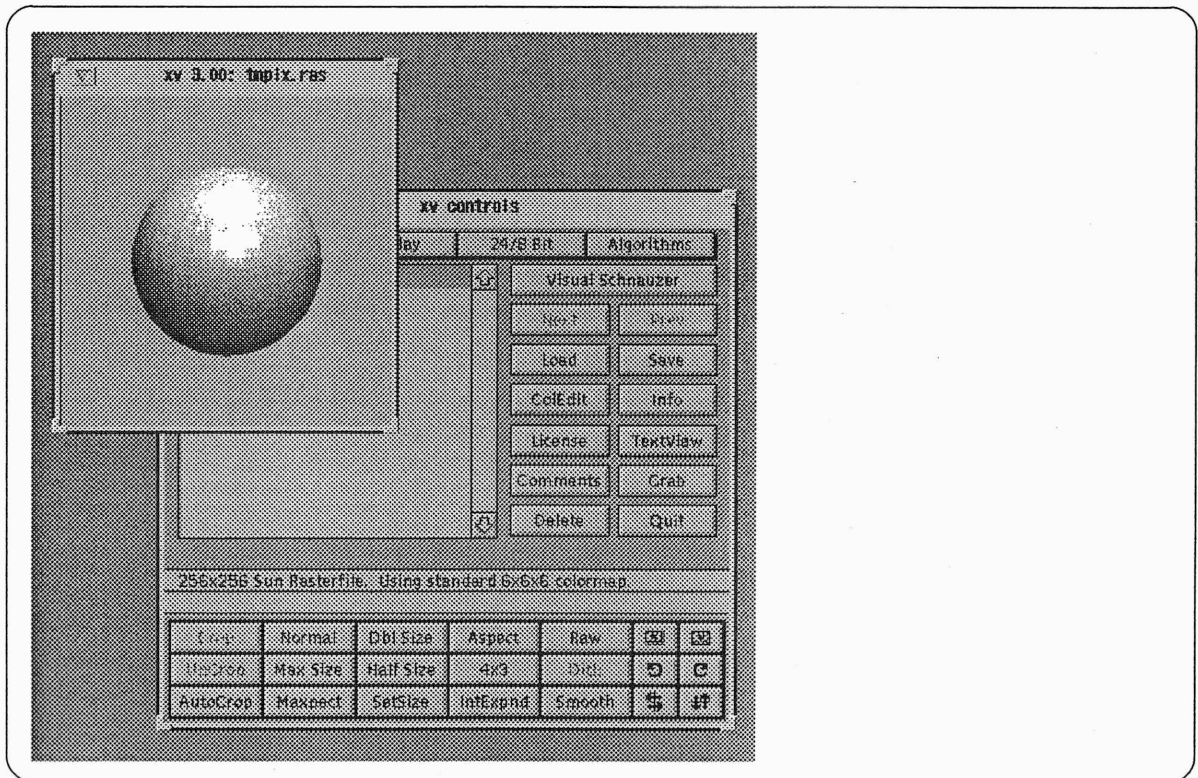 xv 3.00: tmpix.ras
xv controls
lay 24/8 Bit Algorithms
Visual Schnauzer
Next Prev
Load Save
ColEdit Info
License TextView
Comments Grab
Delete Quit
256x256 Sun Rasterfile. Using standard 6x6x6 colormap.
Crop Normal Dbl Size Aspect Raw
UnCrop Max Size Half Size 4x3 Dith
AutoCrop Maxpect SetSize IntExpnd Smooth